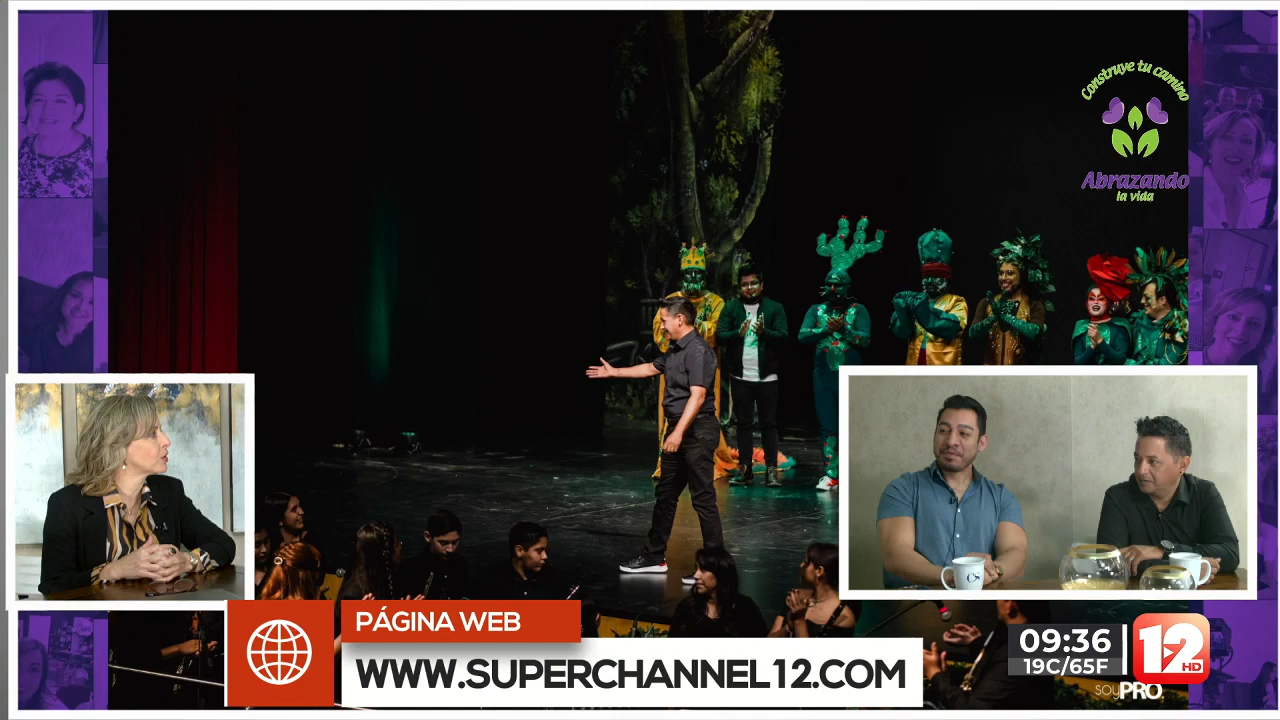 Construye tu camino
Abrazando
la vida
PÁGINA WEB
WWW.SUPERCHANNEL12.COM
09:36
19C/65F
12
HD
soyPRO